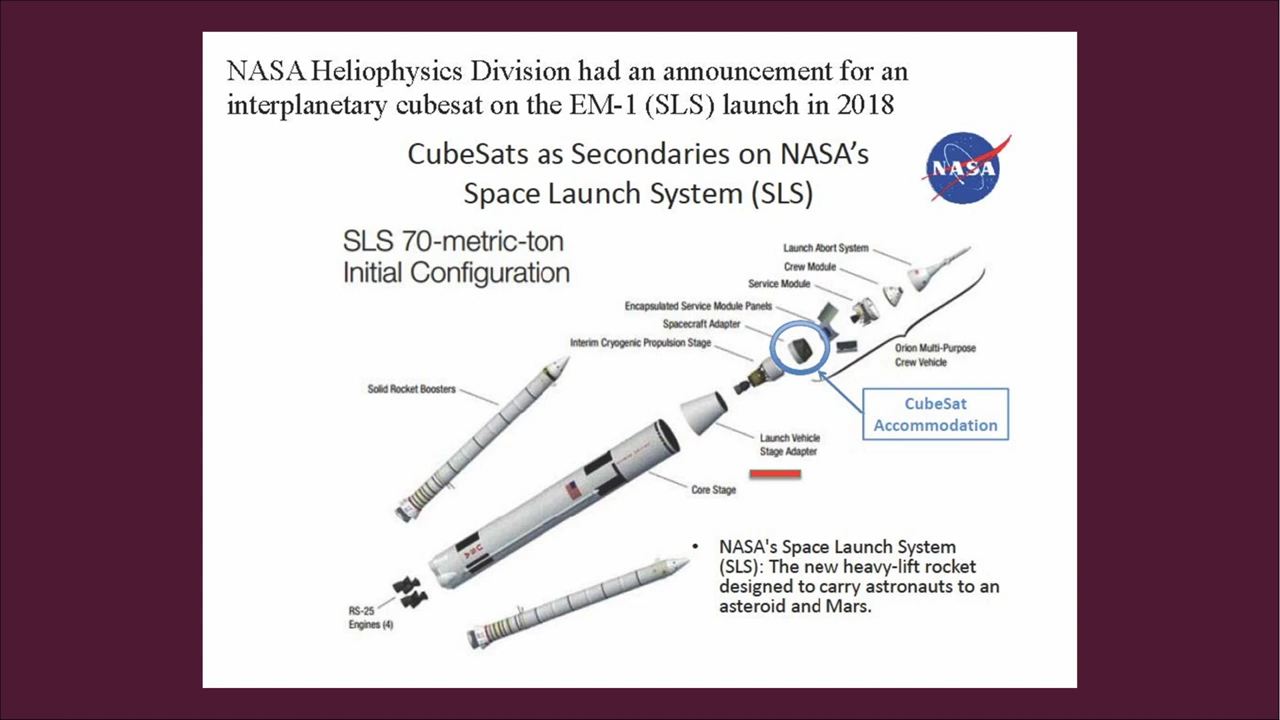 NASA Heliophysics Division had an announcement for an
interplanetary cubesat on the EM-1 (SLS) launch in 2018
CubeSats as Secondaries on NASA's
Space Launch System (SLS)
NASA
SLS 70-metric-ton
Initial Configuration
Launch Abort System
Crew Module
Service Module
Encapsulated Service Module Panels
Spacecraft Adapter
Interim Cryogenic Propulsion Stage
Orion Multi-Purpose
Crew Vehicle
Solid Rocket Boosters
CubeSat
Accommodation
Launch Vehicle
Stage Adapter
Core Stage
USA
• NASA's Space Launch System
(SLS): The new heavy-lift rocket
designed to carry astronauts to an
asteroid and Mars.
RS-25
Engines (4)